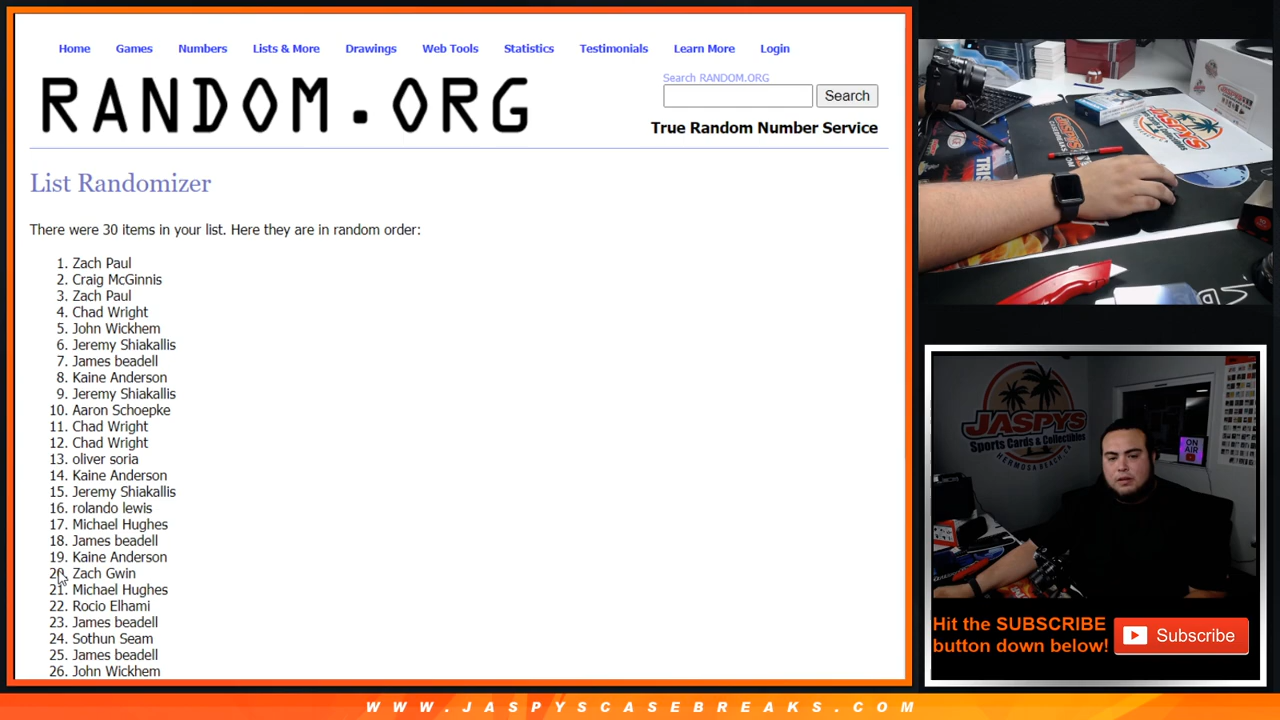 Home Games Numbers Lists & More Drawings Web Tools Statistics Testimonials Learn More Login
RANDOM.ORG
Search RANDOM.ORG
Search
True Random Number Service
List Randomizer
There were 30 items in your list. Here they are in random order:
1. Zach Paul
2. Craig McGinnis
3. Zach Paul
4. Chad Wright
5. John Wickhem
6. Jeremy Shiakallis
7. James beadell
8. Kaine Anderson
9. Jeremy Shiakallis
10. Aaron Schoepke
11. Chad Wright
12. Chad Wright
13. oliver soria
14. Kaine Anderson
15. Jeremy Shiakallis
16. rolando lewis
17. Michael Hughes
18. James beadell
19. Kaine Anderson
20. Zach Gwin
21. Michael Hughes
22. Rocio Elhami
23. James beadell
24. Sothun Seam
25. James beadell
26. John Wickhem
JASPYS
JASPYS
Sports Cards & Collectibles
HERMOSA BEACH, CA
ON
AIR
Hit the SUBSCRIBE
button down below!
Subscribe
WWW.JASPYSCASEBREAKS.COM